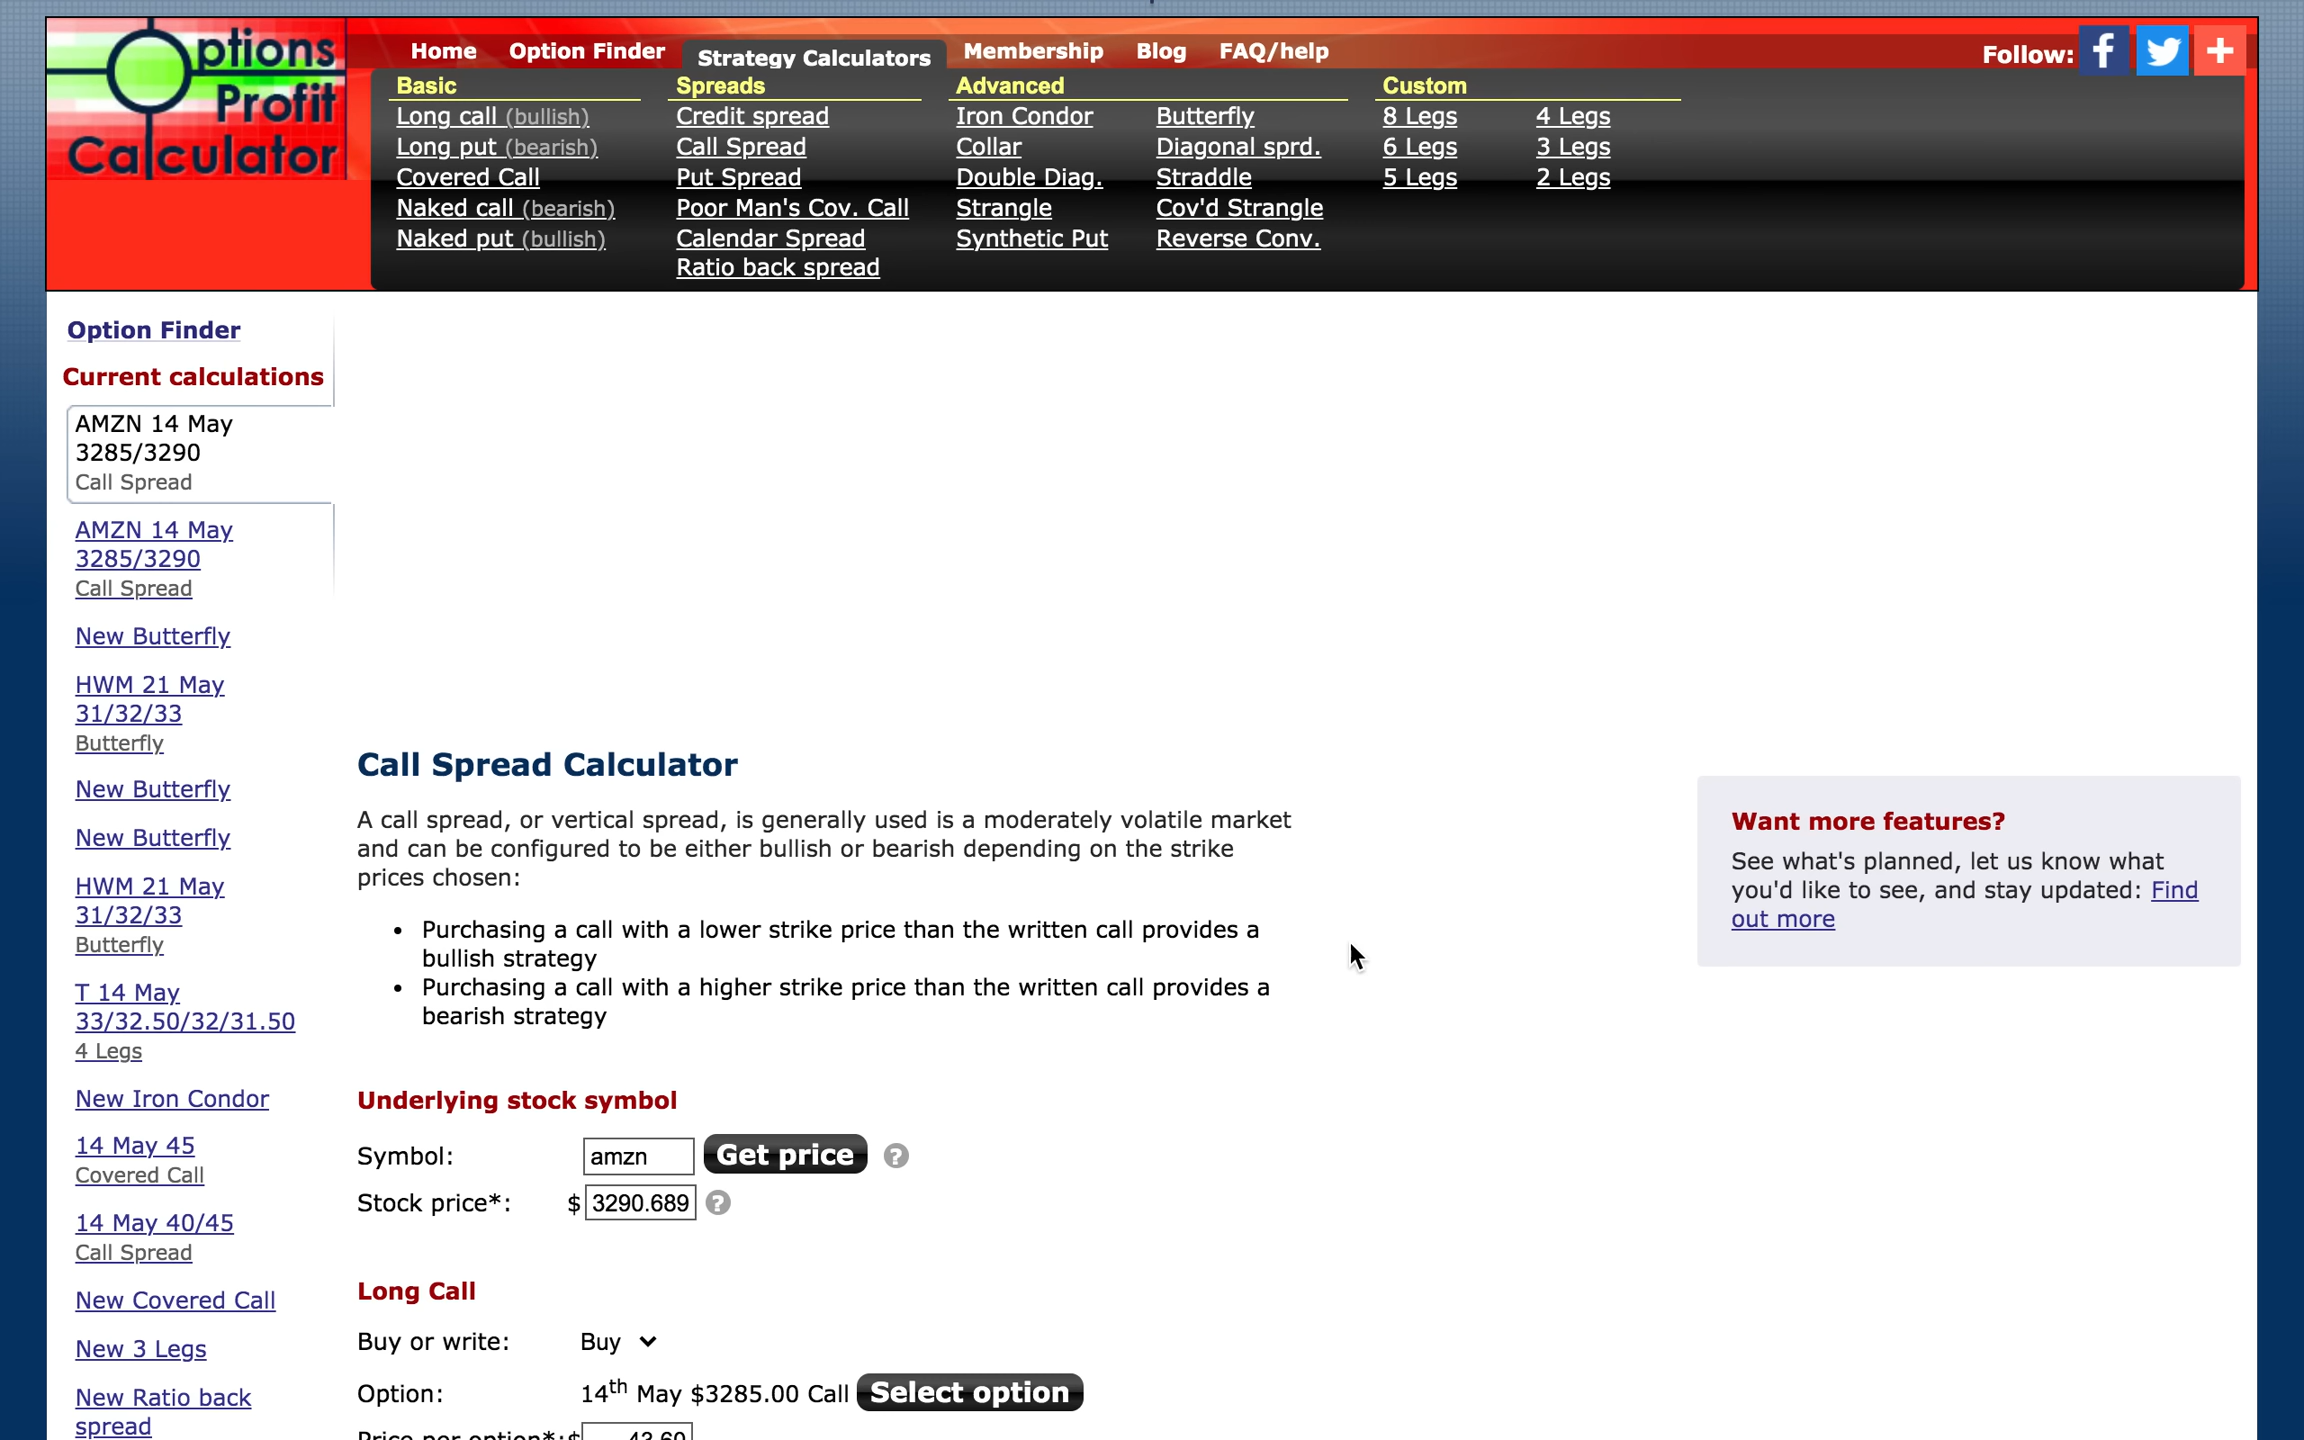 Options
Profit
Calculator
Home Option Finder Strategy Calculators Membership Blog FAQ/help Follow:
Basic Spreads Advanced Custom
Long call (bullish) Credit spread Iron Condor Butterfly 8 Legs 4 Legs
Long put (bearish) Call Spread Collar Diagonal sprd. 6 Legs 3 Legs
Covered Call Put Spread Double Diag. Straddle 5 Legs 2 Legs
Naked call (bearish) Poor Man's Cov. Call Strangle Cov'd Strangle
Naked put (bullish) Calendar Spread Synthetic Put Reverse Conv.
Ratio back spread
Option Finder
Current calculations
AMZN 14 May
3285/3290
Call Spread
AMZN 14 May
3285/3290
Call Spread
New Butterfly
HWM 21 May
31/32/33
Butterfly
New Butterfly
New Butterfly
HWM 21 May
31/32/33
Butterfly
T 14 May
33/32.50/32/31.50
4 Legs
New Iron Condor
14 May 45
Covered Call
14 May 40/45
Call Spread
New Covered Call
New 3 Legs
New Ratio back
spread
Call Spread Calculator
A call spread, or vertical spread, is generally used is a moderately volatile market
and can be configured to be either bullish or bearish depending on the strike
prices chosen:
• Purchasing a call with a lower strike price than the written call provides a
bullish strategy
• Purchasing a call with a higher strike price than the written call provides a
bearish strategy
Want more features?
See what's planned, let us know what
you'd like to see, and stay updated: Find
out more
Underlying stock symbol
Symbol: amzn Get price ?
Stock price*: $ 3290.689 ?
Long Call
Buy or write: Buy
Option: 14th May $3285.00 Call Select option
Price per option*:$ 43.60